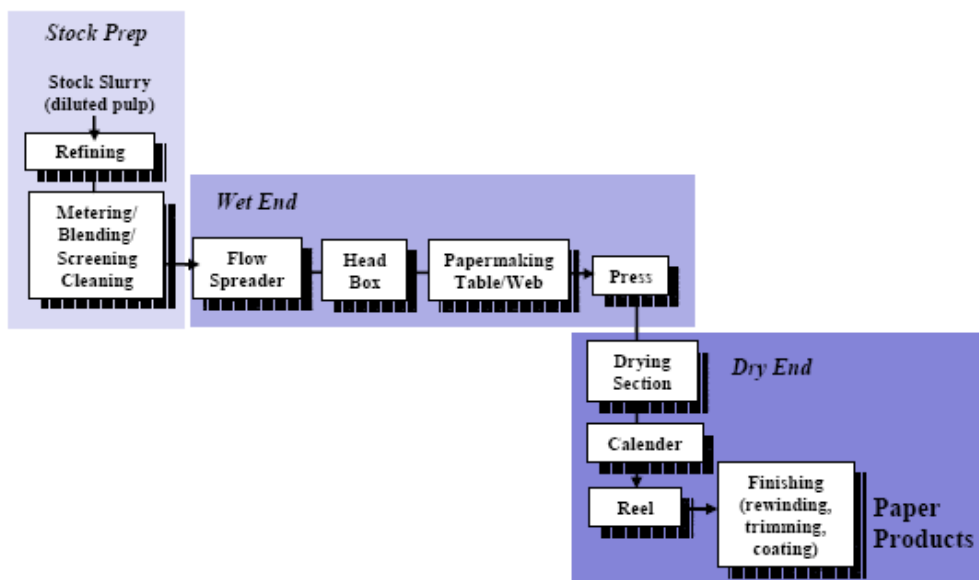 Stock Prep
Stock Slurry
(diluted pulp)
Refining
Metering/
Blending/
Screening
Cleaning
Wet End
Flow
Spreader
Head
Box
Papermaking
Table/Web
Press
Drying
Section
Dry End
Calender
Reel
Finishing
(rewinding,
trimming,
coating)
Paper
Products